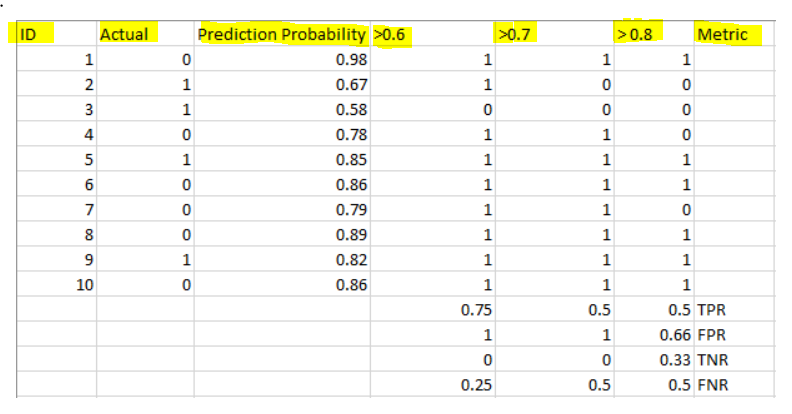 .
ID Actual Prediction Probability >0.6 >0.7 > 0.8 Metric
1 0 0.98 1 1 1
2 1 0.67 1 0 0
3 1 0.58 0 0 0
4 0 0.78 1 1 0
5 1 0.85 1 1 1
6 0 0.86 1 1 1
7 0 0.79 1 1 0
8 0 0.89 1 1 1
9 1 0.82 1 1 1
10 0 0.86 1 1 1
0.75 0.5 0.5 TPR
1 1 0.66 FPR
0 0 0.33 TNR
0.25 0.5 0.5 FNR